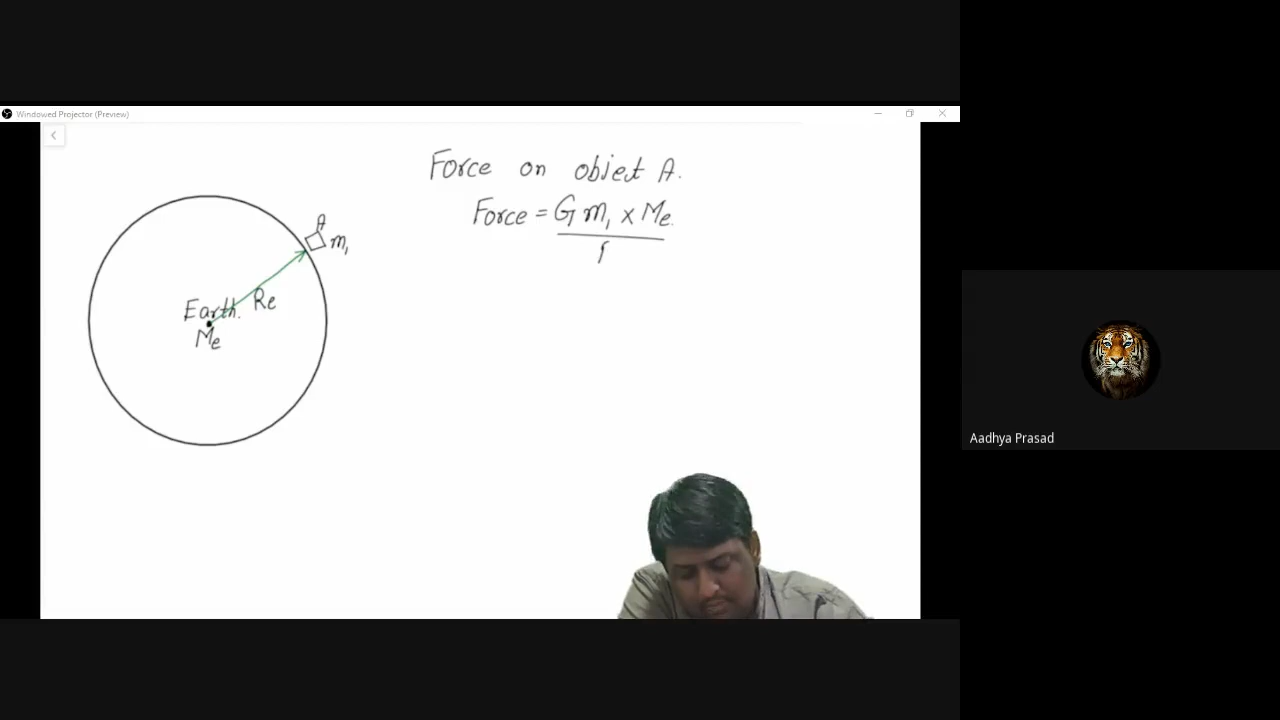 Windowed Projector (Preview)
Force on object A.
Force = G m₁ × Me.
A
m₁
Earth. Re
Me
Aadhya Prasad